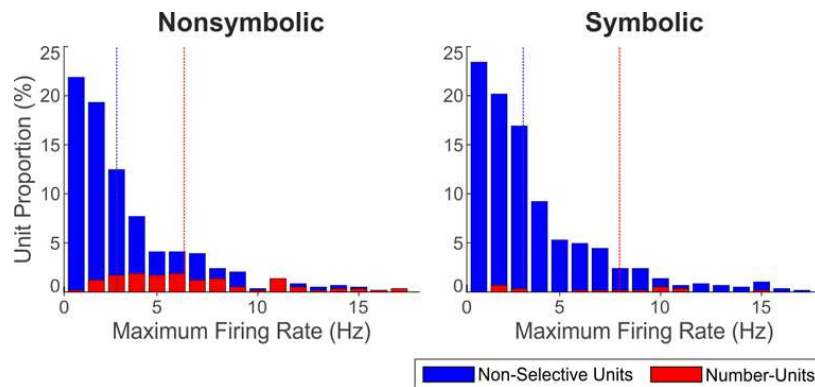 Nonsymbolic
Unit Proportion (%)
25
20
15
10
5
0
0 5 10 15
Maximum Firing Rate (Hz)
Symbolic
25
20
15
10
5
0
0 5 10 15
Maximum Firing Rate (Hz)
Non-Selective Units Number-Units